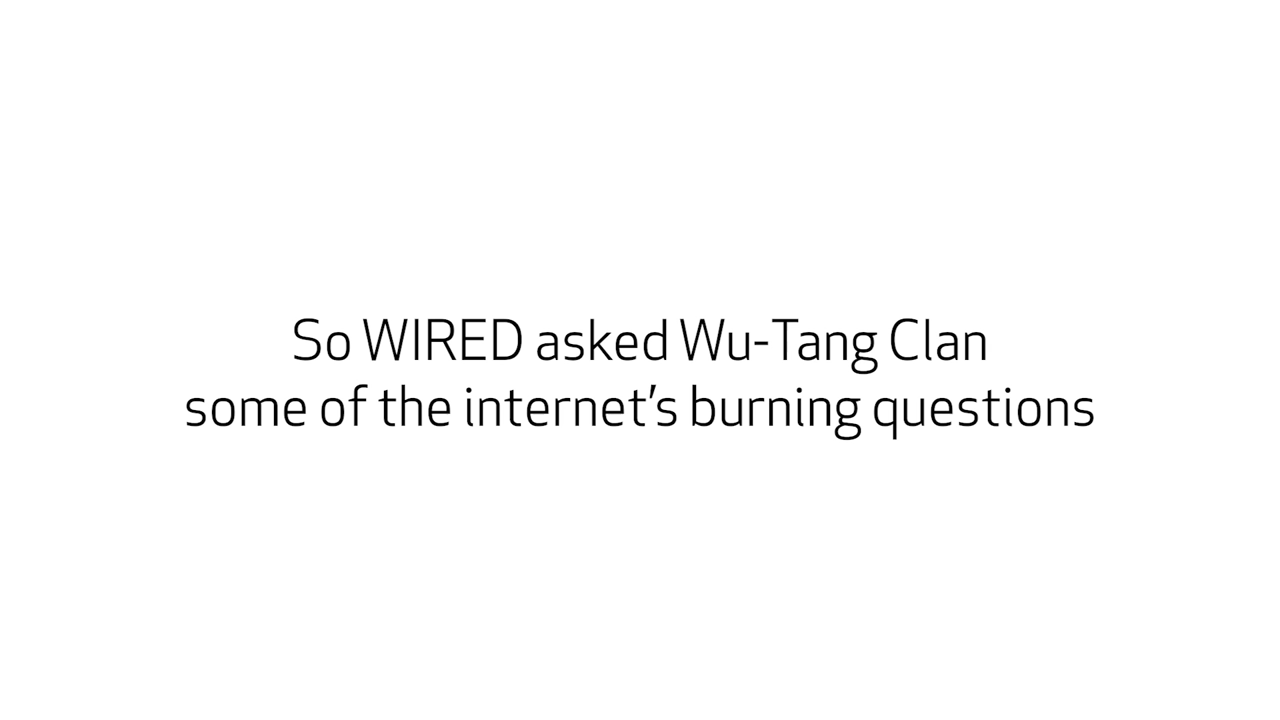 So WIRED asked Wu-Tang Clan
some of the internet’s burning questions